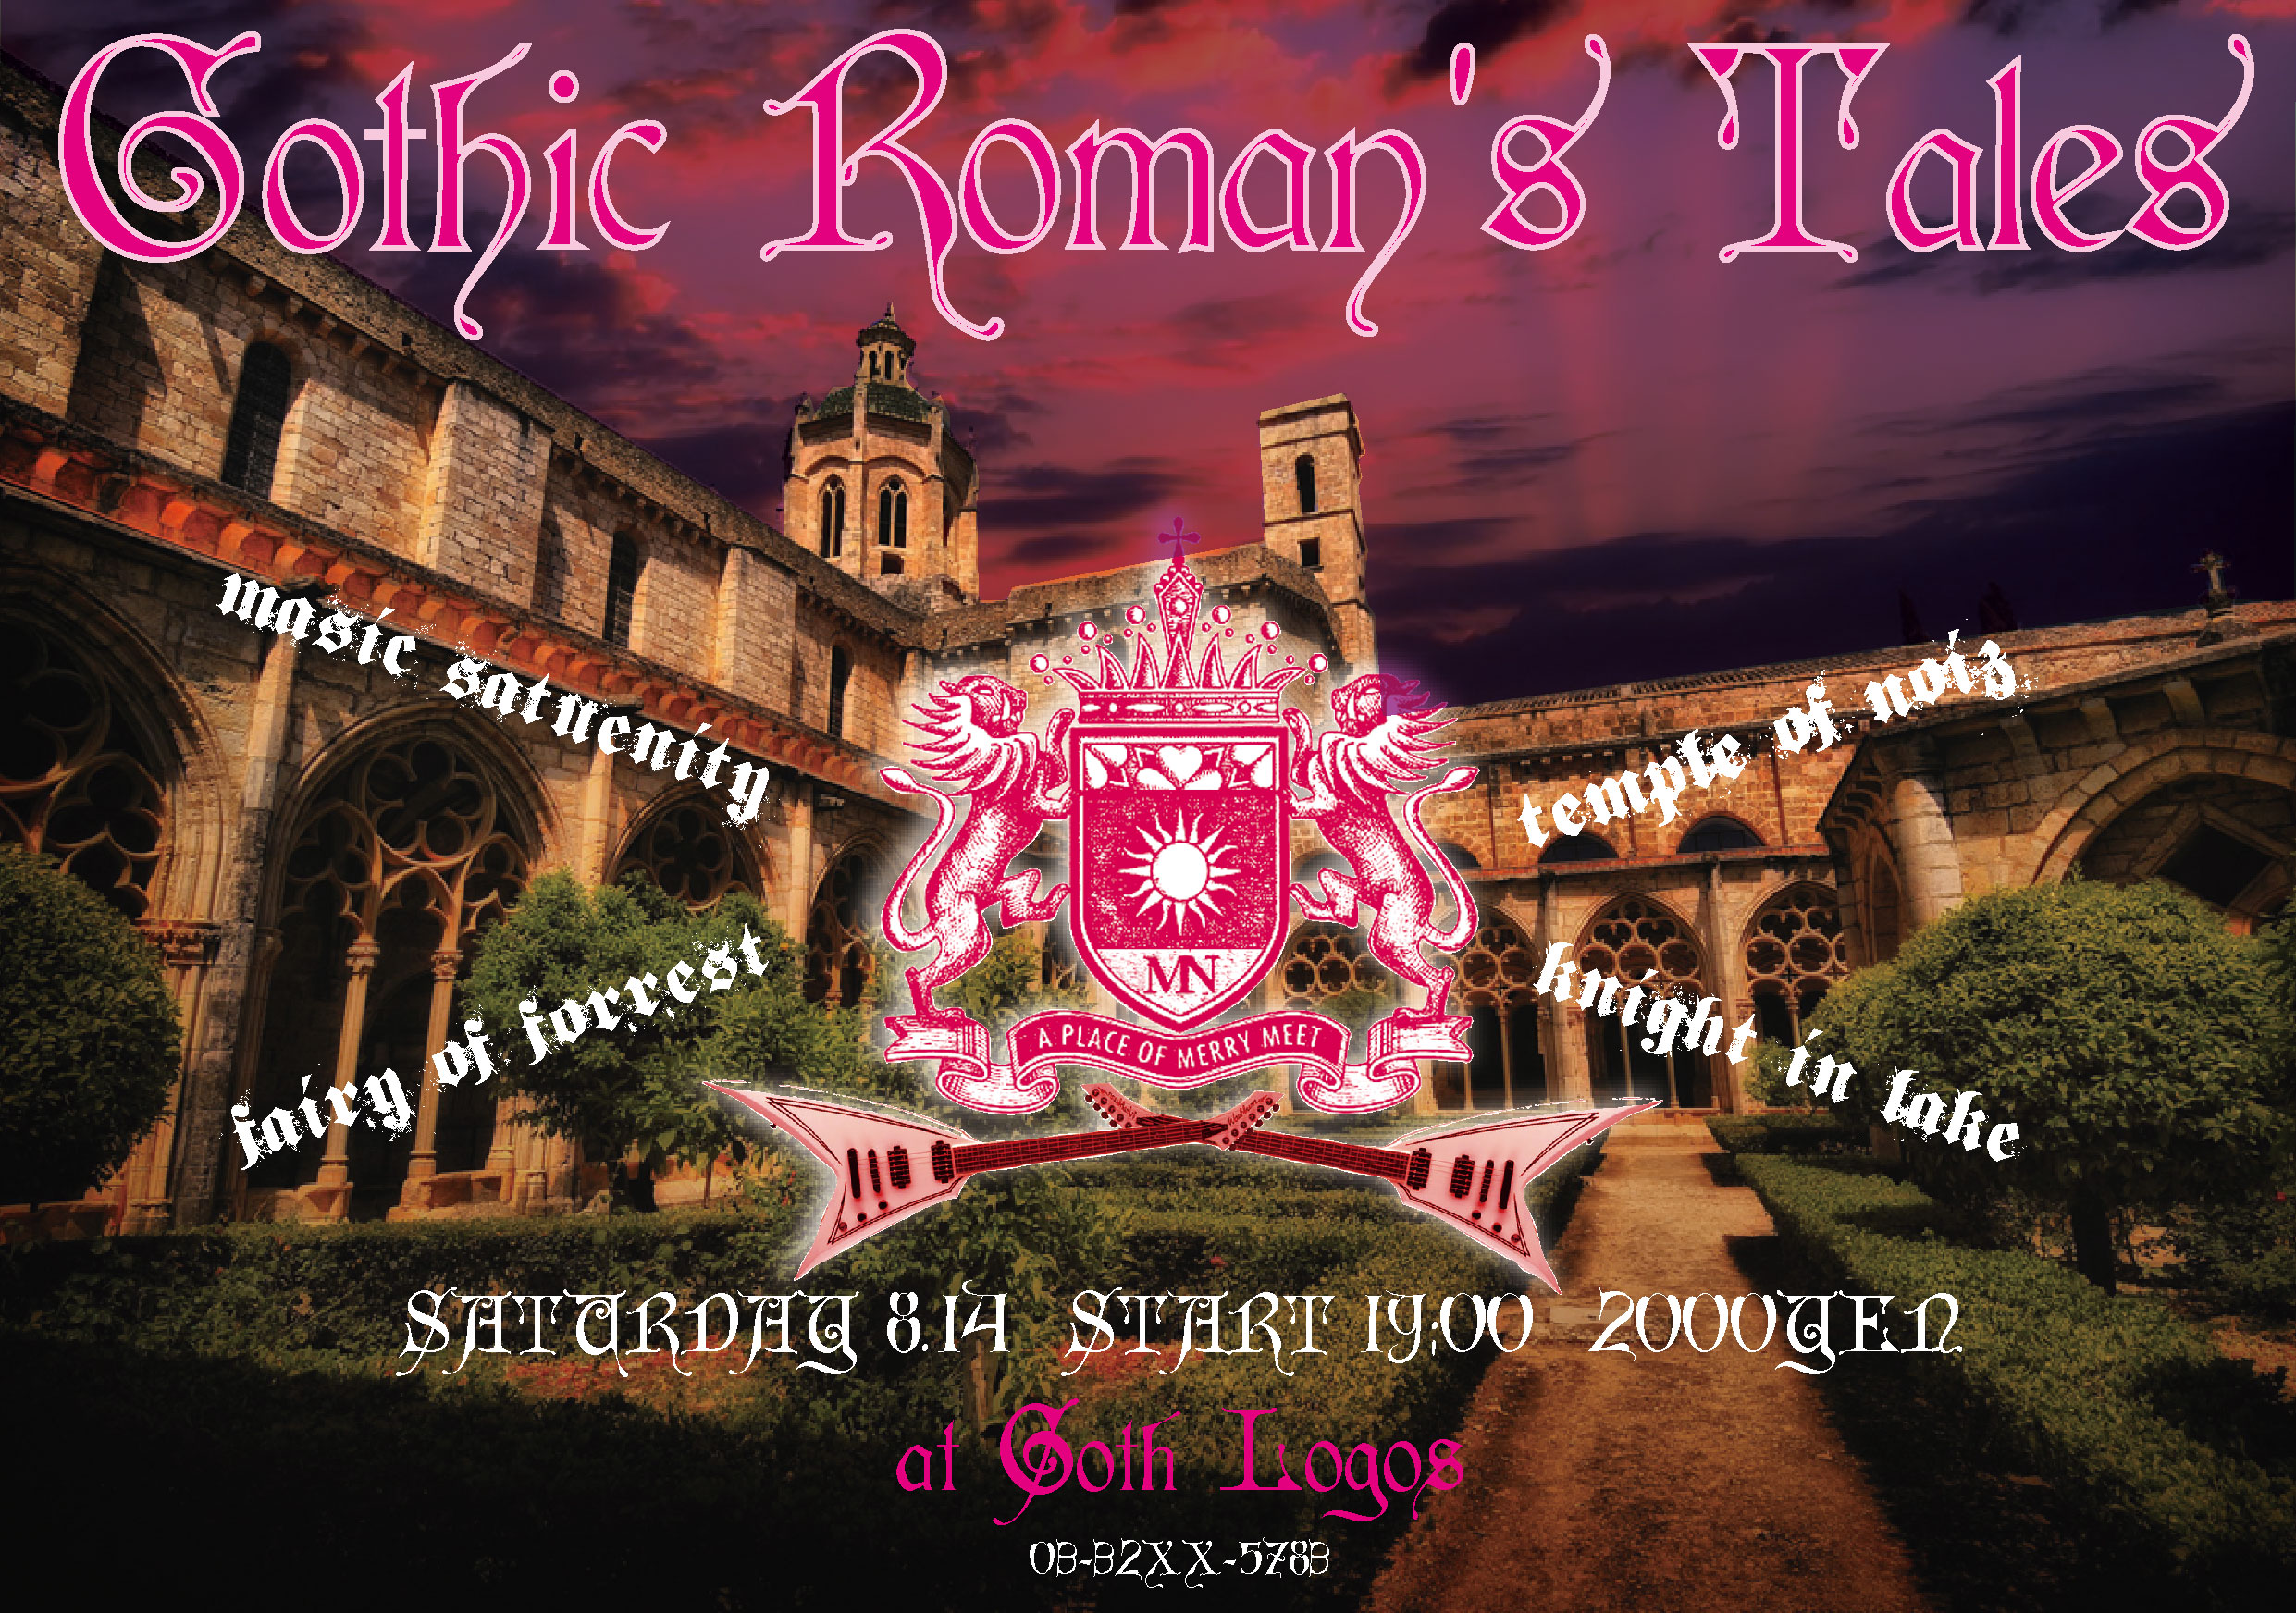 Gothic Roman's Tales
masic satuenity
temple of noiz
fairy of forrest
knight in lake
MN
A PLACE OF MERRY MEET
SATURDAY 8.14 START 19:00 2000YEN
at Goth Logos
03-32XX-5783